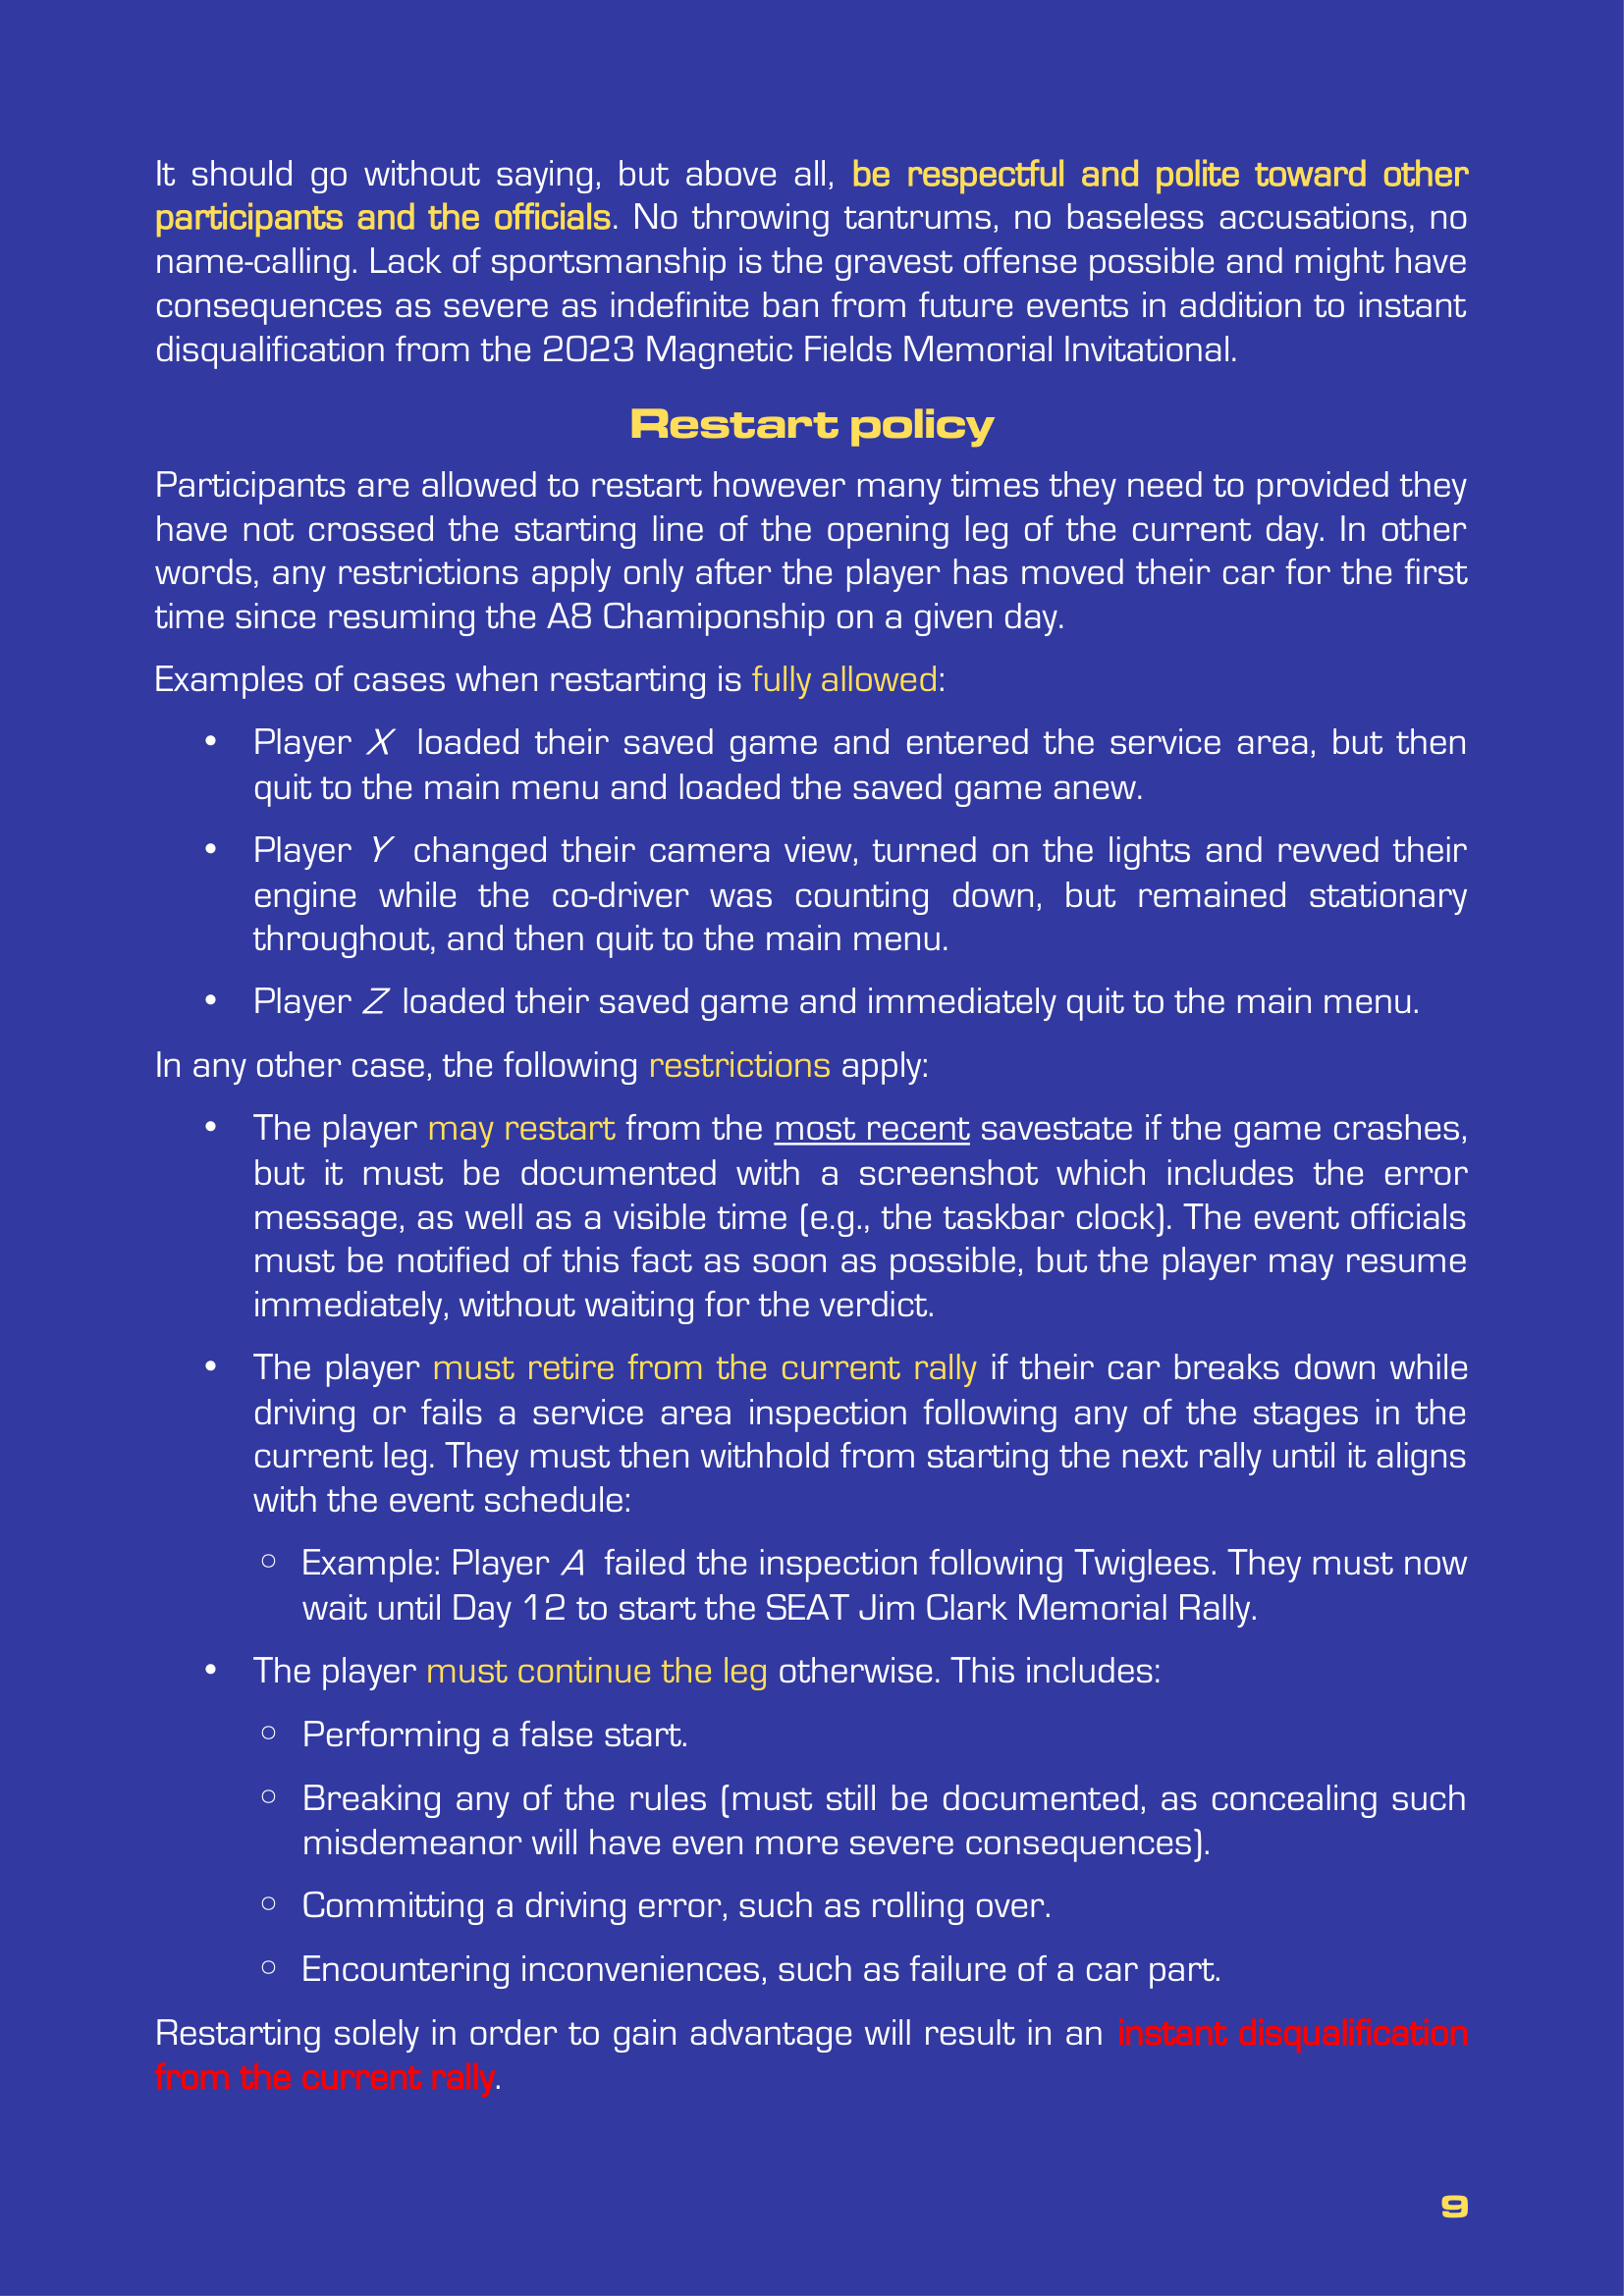 It should go without saying, but above all, be respectful and polite toward other
participants and the officials. No throwing tantrums, no baseless accusations, no
name-calling. Lack of sportsmanship is the gravest offense possible and might have
consequences as severe as indefinite ban from future events in addition to instant
disqualification from the 2023 Magnetic Fields Memorial Invitational.
Restart policy
Participants are allowed to restart however many times they need to provided they
have not crossed the starting line of the opening leg of the current day. In other
words, any restrictions apply only after the player has moved their car for the first
time since resuming the A8 Chamiponship on a given day.
Examples of cases when restarting is fully allowed:
• Player X loaded their saved game and entered the service area, but then
quit to the main menu and loaded the saved game anew.
• Player Y changed their camera view, turned on the lights and revved their
engine while the co-driver was counting down, but remained stationary
throughout, and then quit to the main menu.
• Player Z loaded their saved game and immediately quit to the main menu.
In any other case, the following restrictions apply:
• The player may restart from the most recent savestate if the game crashes,
but it must be documented with a screenshot which includes the error
message, as well as a visible time (e.g., the taskbar clock). The event officials
must be notified of this fact as soon as possible, but the player may resume
immediately, without waiting for the verdict.
• The player must retire from the current rally if their car breaks down while
driving or fails a service area inspection following any of the stages in the
current leg. They must then withhold from starting the next rally until it aligns
with the event schedule:
○ Example: Player A failed the inspection following Twiglees. They must now
wait until Day 12 to start the SEAT Jim Clark Memorial Rally.
• The player must continue the leg otherwise. This includes:
○ Performing a false start.
○ Breaking any of the rules (must still be documented, as concealing such
misdemeanor will have even more severe consequences).
○ Committing a driving error, such as rolling over.
○ Encountering inconveniences, such as failure of a car part.
Restarting solely in order to gain advantage will result in an instant disqualification
from the current rally.
9